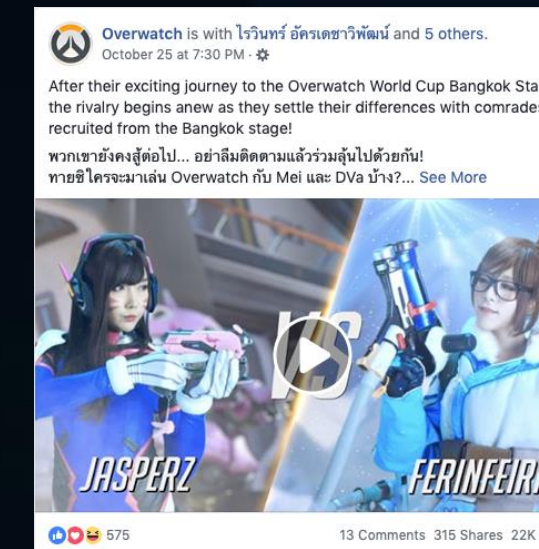 Overwatch is with ไรวินทร์ อัครเดชาวิพัฒน์ and 5 others.
October 25 at 7:30 PM ·
After their exciting journey to the Overwatch World Cup Bangkok Sta
the rivalry begins anew as they settle their differences with comrade
recruited from the Bangkok stage!
พวกเขายังคงสู้ต่อไป... อย่าลืมติดตามแล้วร่วมลุ้นไปด้วยกัน!
ทายซิใครจะมาเล่น Overwatch กับ Mei และ DVa บ้าง?... See More
VS
JASPERZ
FERINFEIR
575
13 Comments 315 Shares 22K